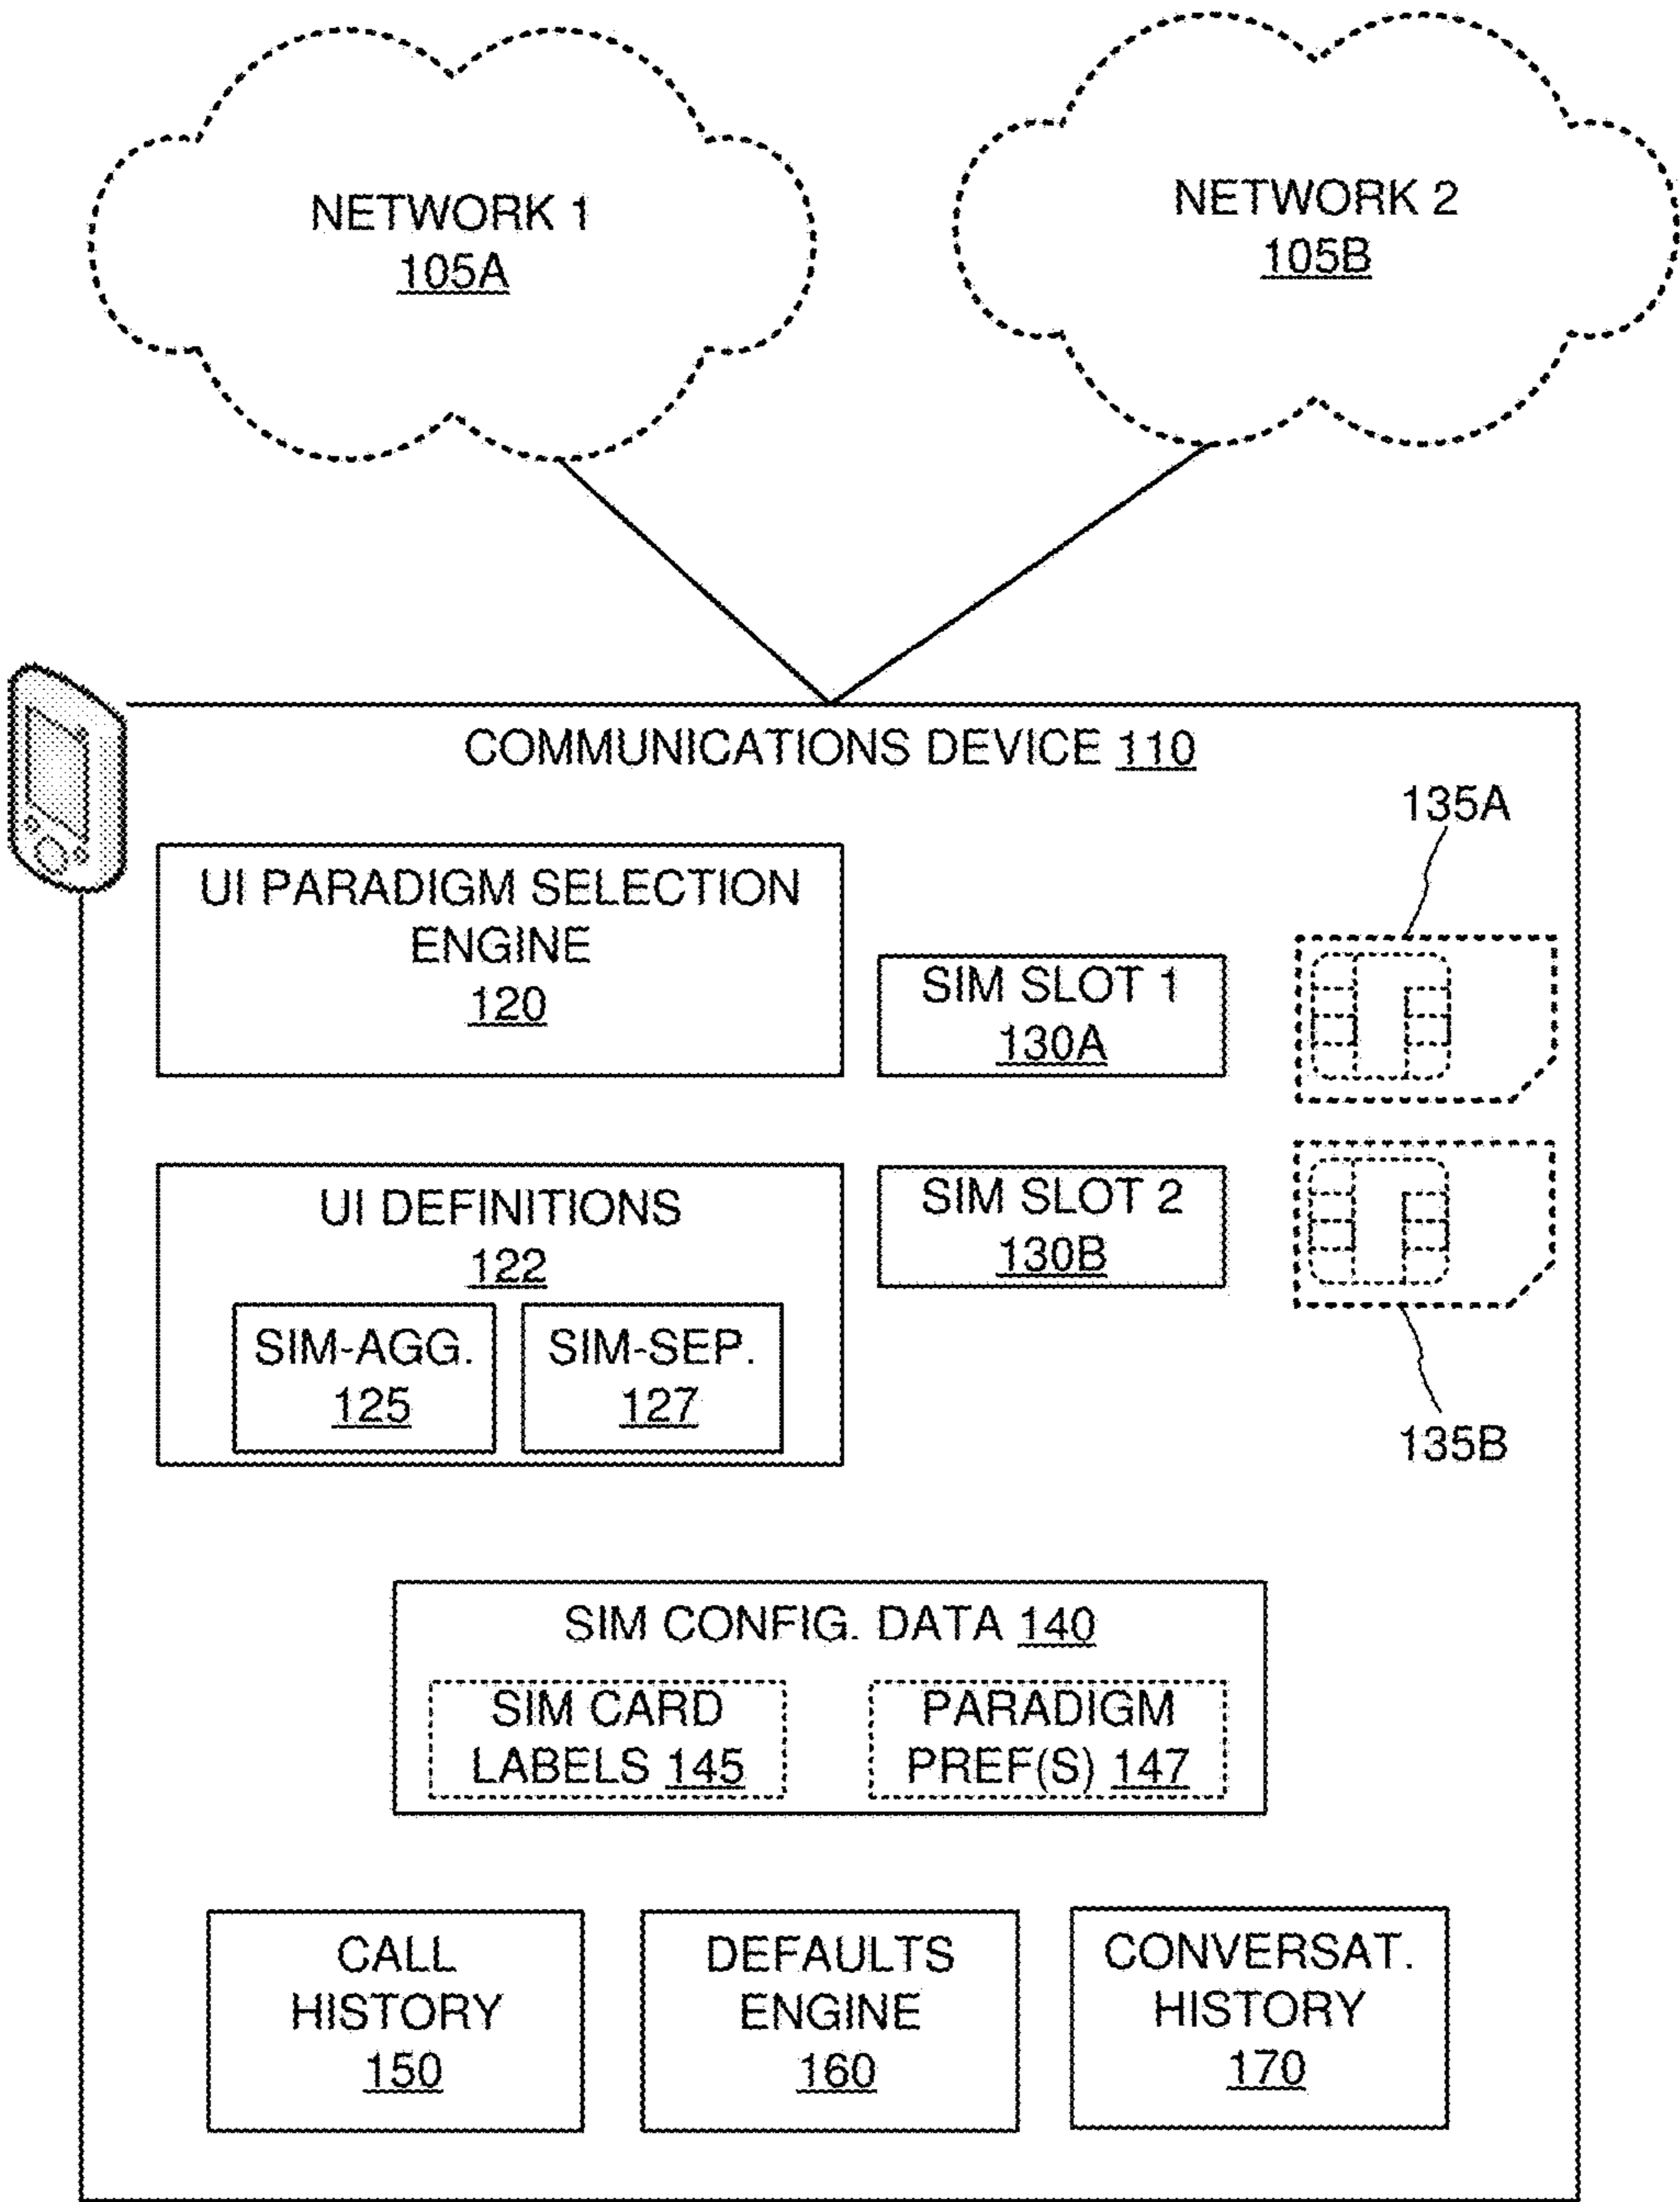 NETWORK 1
105A
NETWORK 2
105B
COMMUNICATIONS DEVICE 110
135A
UI PARADIGM SELECTION
ENGINE
120
SIM SLOT 1
130A
UI DEFINITIONS
122
SIM-AGG.
125
SIM-SEP.
127
SIM SLOT 2
130B
135B
SIM CONFIG. DATA 140
SIM CARD
LABELS 145
PARADIGM
PREF(S) 147
CALL
HISTORY
150
DEFAULTS
ENGINE
160
CONVERSAT.
HISTORY
170